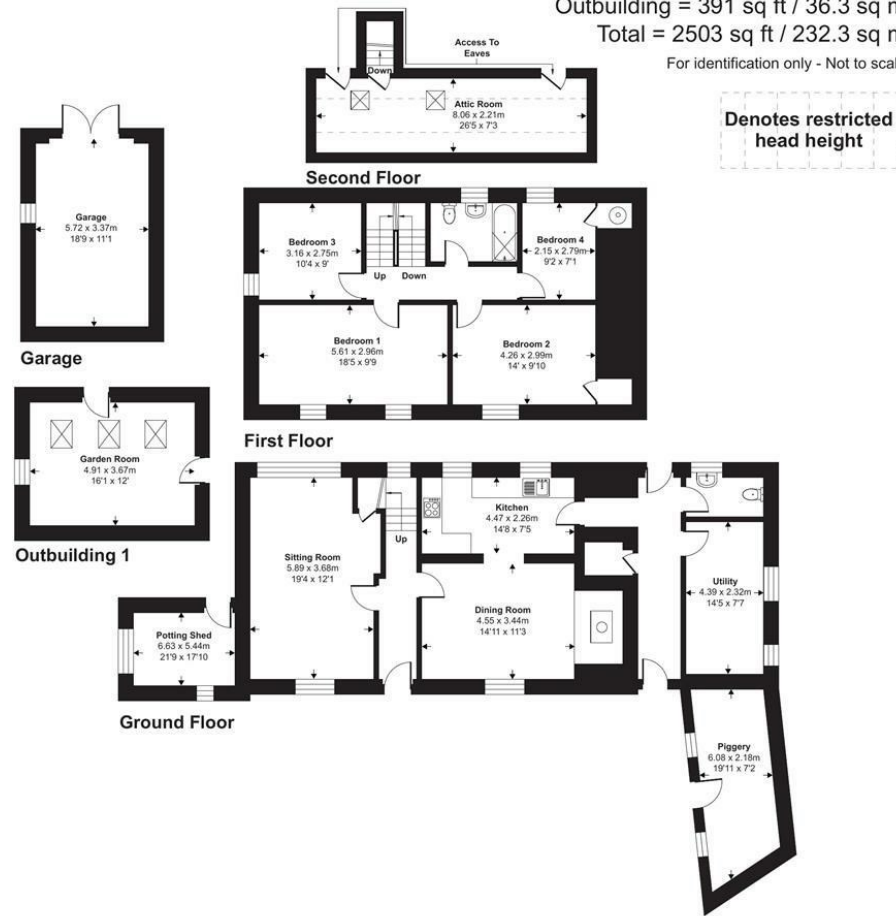 Outbuilding = 391 sq ft / 36.3 sq m
Total = 2503 sq ft / 232.3 sq m
For identification only - Not to scal
Denotes restricted
head height
Access To
Eaves
Down
Attic Room
8.06 x 2.21m
26'5 x 7'3
Second Floor
Garage
5.72 x 3.37m
18'9 x 11'1
Garage
Bedroom 3
3.16 x 2.75m
10'4 x 9'
Up
Down
Bedroom 4
2.15 x 2.79m
9'2 x 7'1
Bedroom 1
5.61 x 2.96m
18'5 x 9'9
Bedroom 2
4.26 x 2.99m
14' x 9'10
First Floor
Garden Room
4.91 x 3.67m
16'1 x 12'
Outbuilding 1
Sitting Room
5.89 x 3.68m
19'4 x 12'1
Up
Kitchen
4.47 x 2.26m
14'8 x 7'5
Dining Room
4.55 x 3.44m
14'11 x 11'3
Utility
4.39 x 2.32m
14'5 x 7'7
Potting Shed
6.63 x 5.44m
21'9 x 17'10
Ground Floor
Piggery
6.08 x 2.18m
19'11 x 7'2